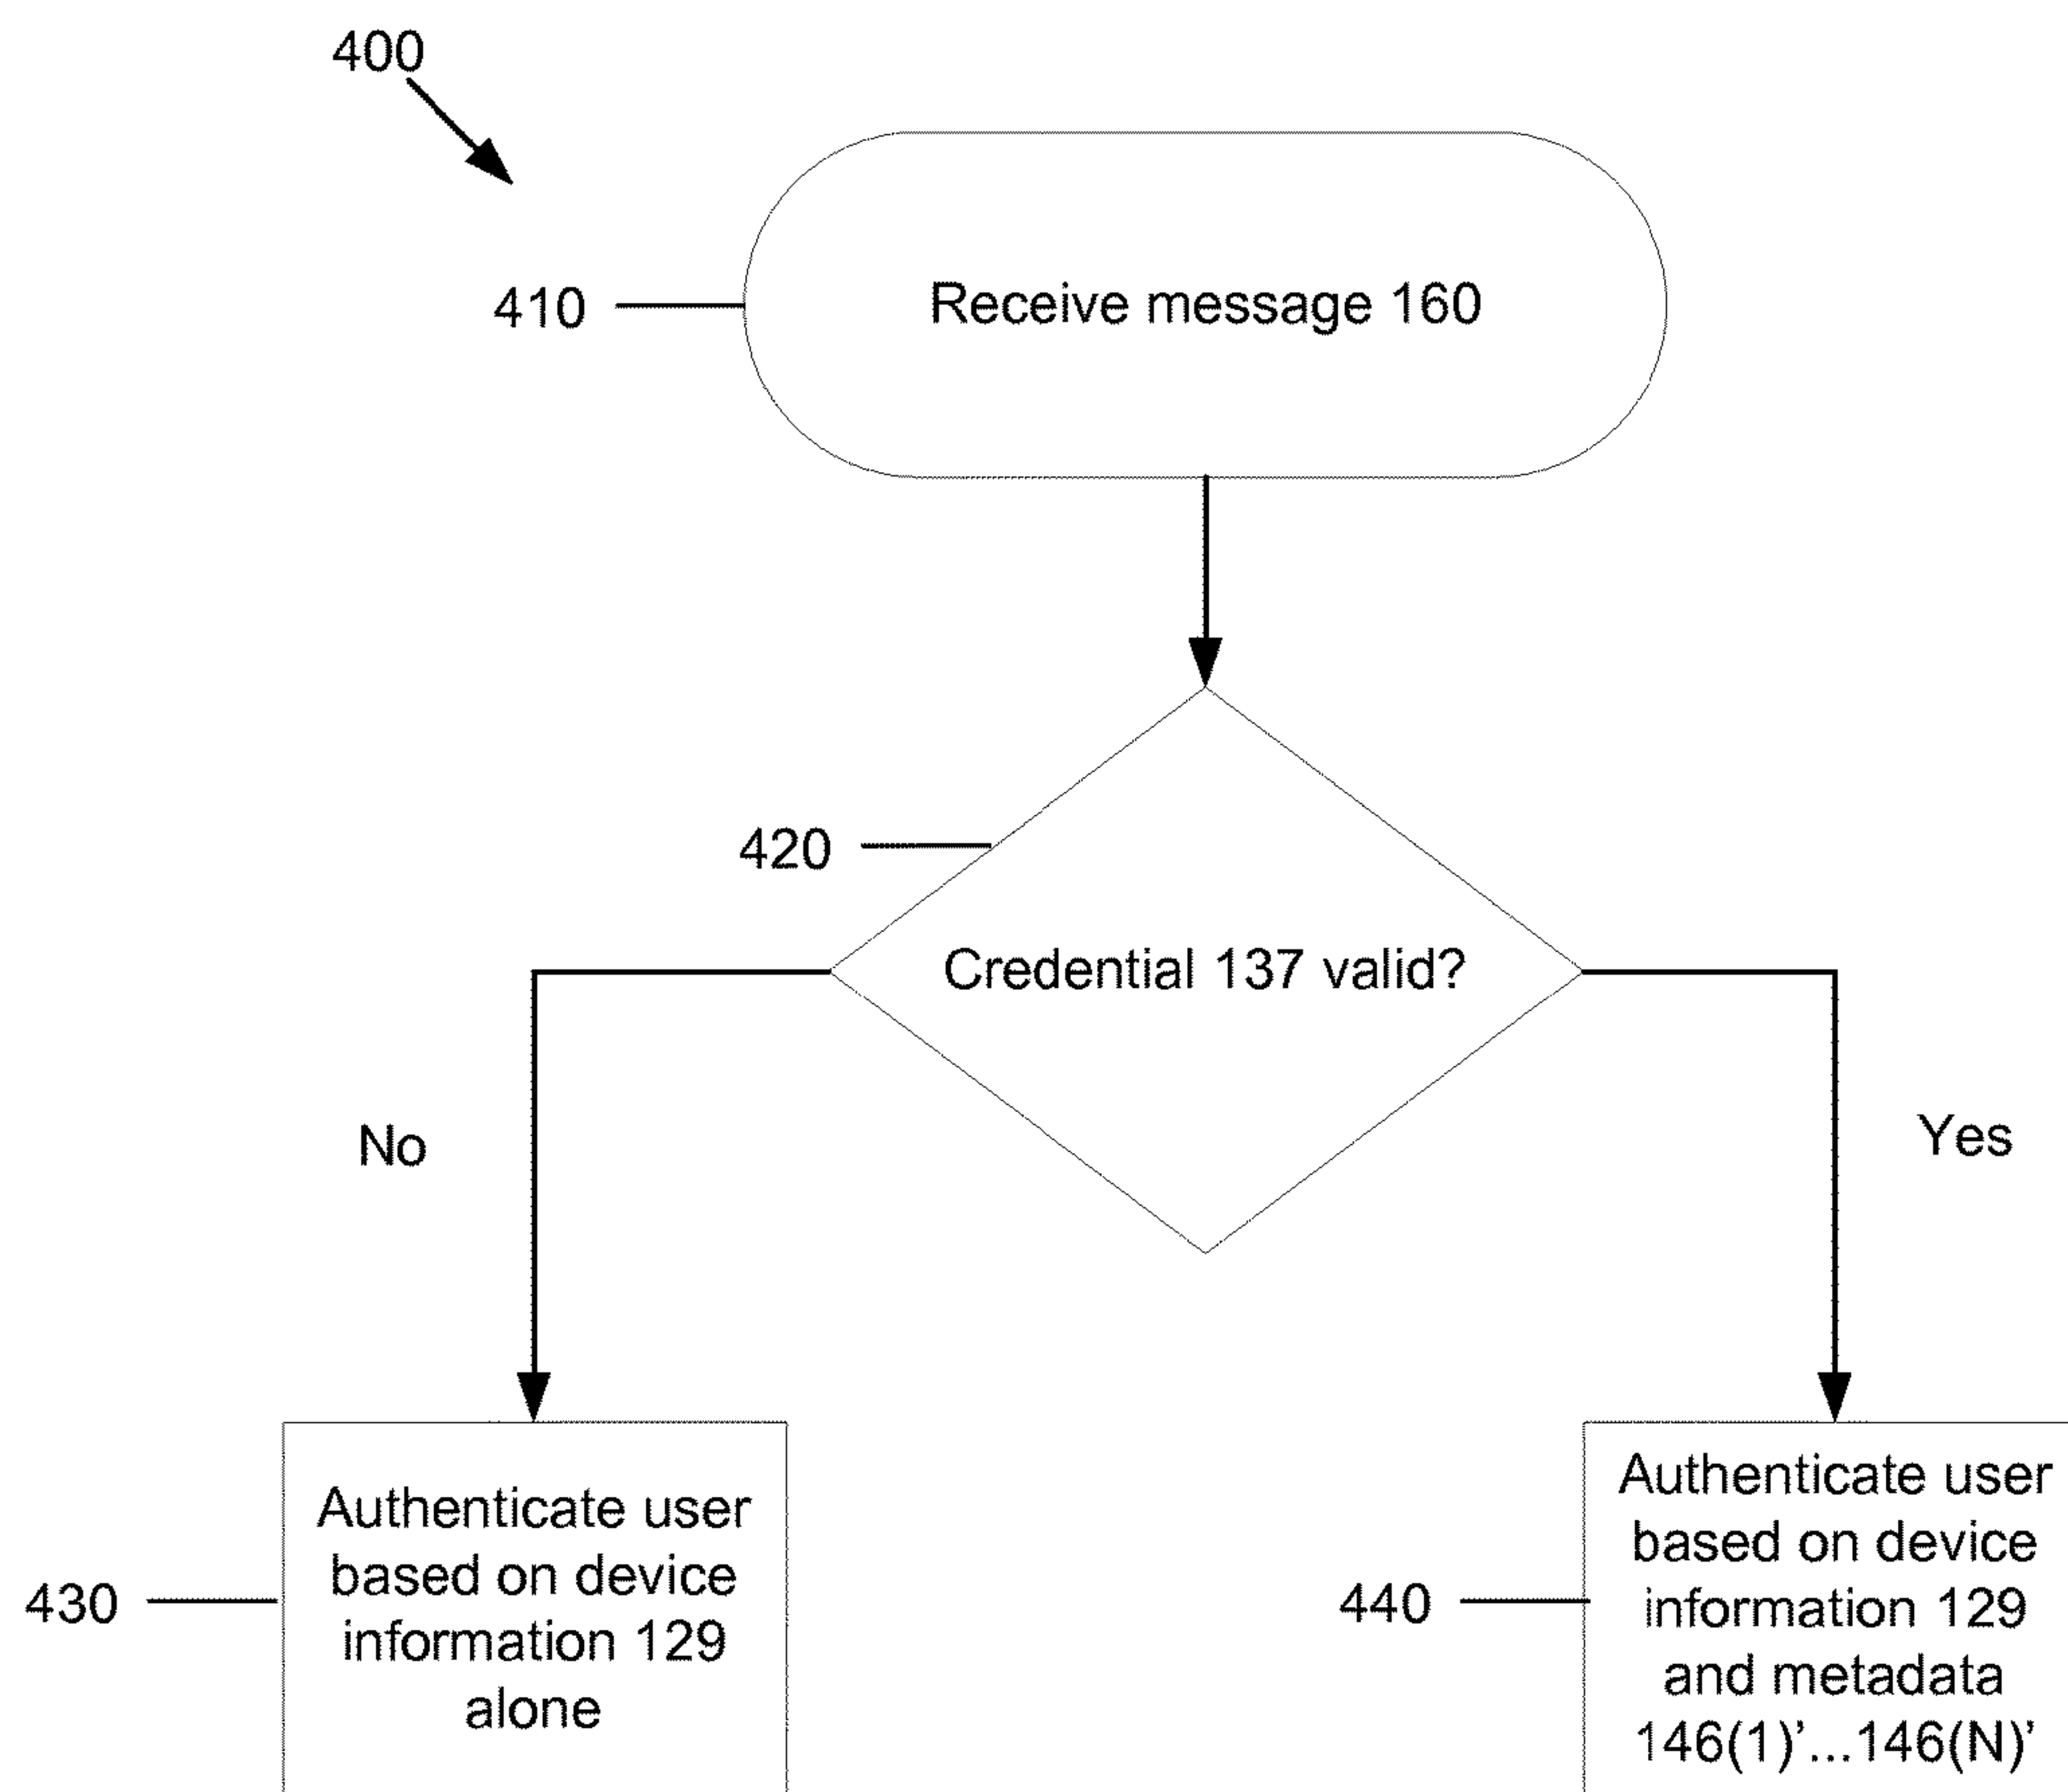 400
410
Receive message 160
420
Credential 137 valid?
No
Yes
430
Authenticate user
based on device
information 129
alone
440
Authenticate user
based on device
information 129
and metadata
146(1)’...146(N)’